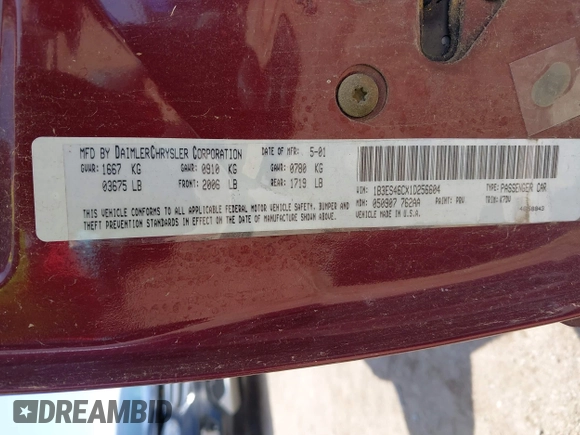 MFD BY DAIMLERCHRYSLER CORPORATION DATE OF MFR: 5-01
GVWR: 1667 KG GAWR: 0910 KG GAWR: 0780 KG
03675 LB FRONT: 2006 LB REAR: 1719 LB
THIS VEHICLE CONFORMS TO ALL APPLICABLE FEDERAL MOTOR VEHICLE SAFETY, BUMPER AND
THEFT PREVENTION STANDARDS IN EFFECT ON THE DATE OF MANUFACTURE SHOWN ABOVE.
VIN: 1B3ES46CX1D256604 TYPE: PASSENGER CAR
MDH: 050907 762AA PAINT: TRIM:
VEHICLE MADE IN U.S.A.
DREAMBID